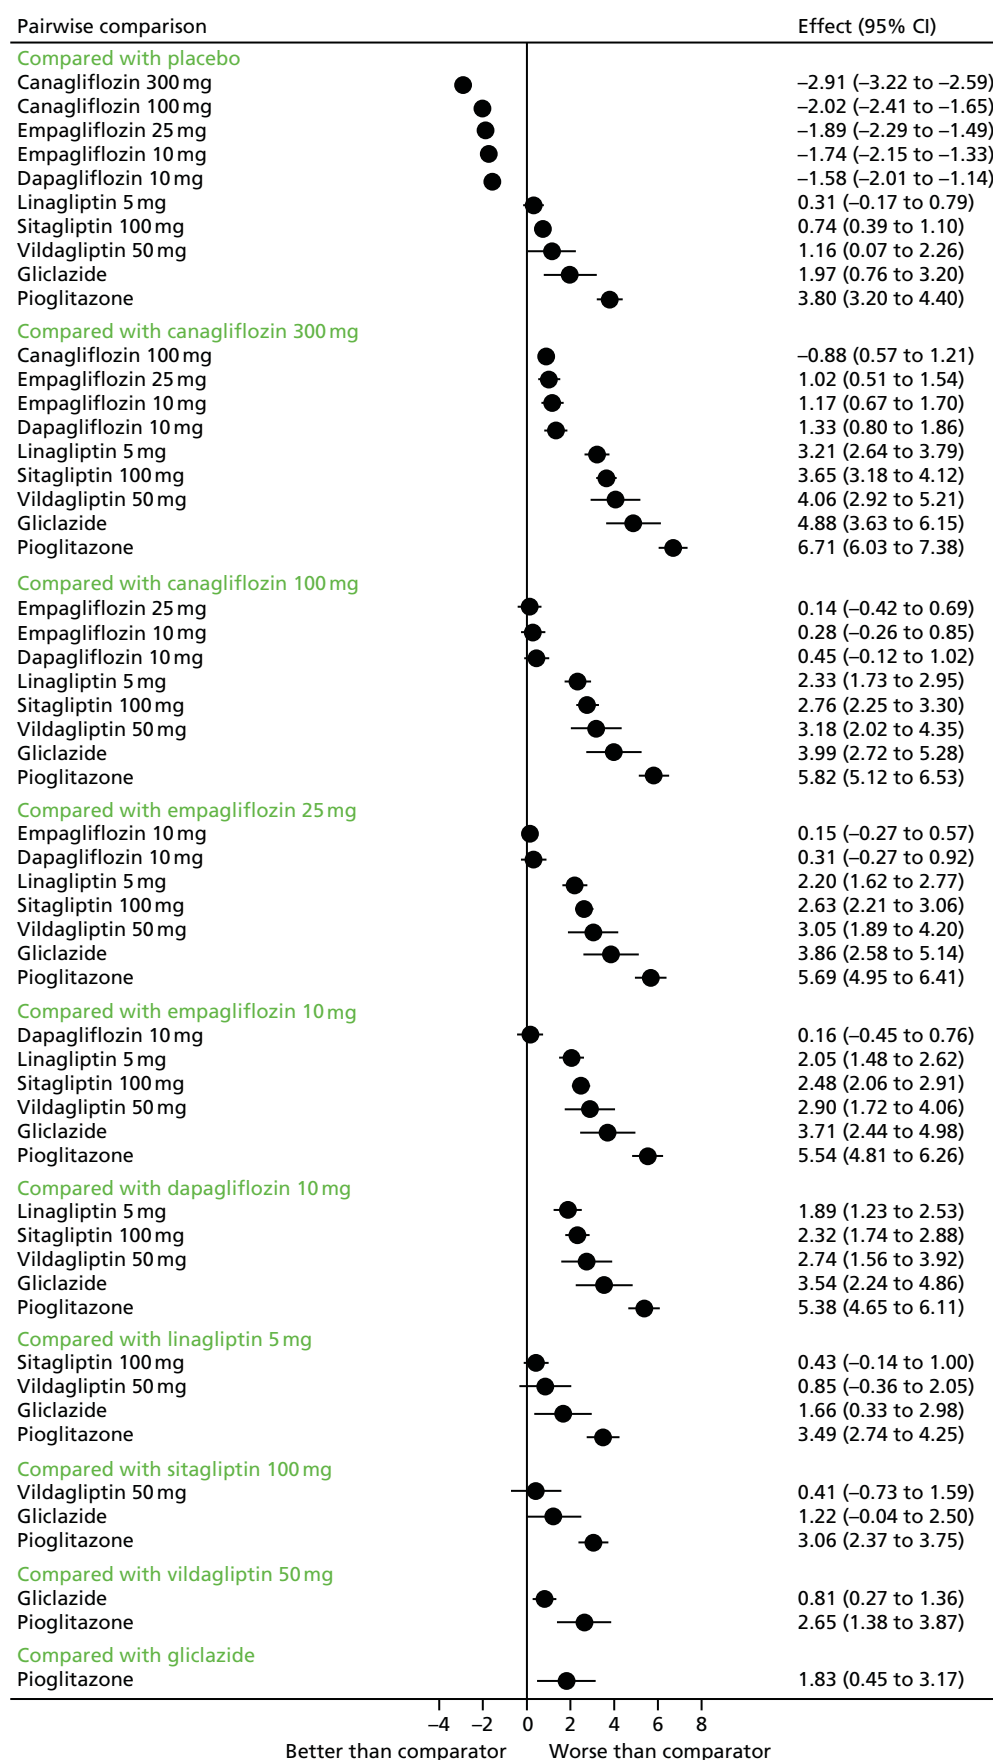 Pairwise comparison Effect (95% CI)
Compared with placebo
Canagliflozin 300 mg –2.91 (–3.22 to –2.59)
Canagliflozin 100 mg –2.02 (–2.41 to –1.65)
Empagliflozin 25 mg –1.89 (–2.29 to –1.49)
Empagliflozin 10 mg –1.74 (–2.15 to –1.33)
Dapagliflozin 10 mg –1.58 (–2.01 to –1.14)
Linagliptin 5 mg 0.31 (–0.17 to 0.79)
Sitagliptin 100 mg 0.74 (0.39 to 1.10)
Vildagliptin 50 mg 1.16 (0.07 to 2.26)
Gliclazide 1.97 (0.76 to 3.20)
Pioglitazone 3.80 (3.20 to 4.40)
Compared with canagliflozin 300 mg
Canagliflozin 100 mg –0.88 (0.57 to 1.21)
Empagliflozin 25 mg 1.02 (0.51 to 1.54)
Empagliflozin 10 mg 1.17 (0.67 to 1.70)
Dapagliflozin 10 mg 1.33 (0.80 to 1.86)
Linagliptin 5 mg 3.21 (2.64 to 3.79)
Sitagliptin 100 mg 3.65 (3.18 to 4.12)
Vildagliptin 50 mg 4.06 (2.92 to 5.21)
Gliclazide 4.88 (3.63 to 6.15)
Pioglitazone 6.71 (6.03 to 7.38)
Compared with canagliflozin 100 mg
Empagliflozin 25 mg 0.14 (–0.42 to 0.69)
Empagliflozin 10 mg 0.28 (–0.26 to 0.85)
Dapagliflozin 10 mg 0.45 (–0.12 to 1.02)
Linagliptin 5 mg 2.33 (1.73 to 2.95)
Sitagliptin 100 mg 2.76 (2.25 to 3.30)
Vildagliptin 50 mg 3.18 (2.02 to 4.35)
Gliclazide 3.99 (2.72 to 5.28)
Pioglitazone 5.82 (5.12 to 6.53)
Compared with empagliflozin 25 mg
Empagliflozin 10 mg 0.15 (–0.27 to 0.57)
Dapagliflozin 10 mg 0.31 (–0.27 to 0.92)
Linagliptin 5 mg 2.20 (1.62 to 2.77)
Sitagliptin 100 mg 2.63 (2.21 to 3.06)
Vildagliptin 50 mg 3.05 (1.89 to 4.20)
Gliclazide 3.86 (2.58 to 5.14)
Pioglitazone 5.69 (4.95 to 6.41)
Compared with empagliflozin 10 mg
Dapagliflozin 10 mg 0.16 (–0.45 to 0.76)
Linagliptin 5 mg 2.05 (1.48 to 2.62)
Sitagliptin 100 mg 2.48 (2.06 to 2.91)
Vildagliptin 50 mg 2.90 (1.72 to 4.06)
Gliclazide 3.71 (2.44 to 4.98)
Pioglitazone 5.54 (4.81 to 6.26)
Compared with dapagliflozin 10 mg
Linagliptin 5 mg 1.89 (1.23 to 2.53)
Sitagliptin 100 mg 2.32 (1.74 to 2.88)
Vildagliptin 50 mg 2.74 (1.56 to 3.92)
Gliclazide 3.54 (2.24 to 4.86)
Pioglitazone 5.38 (4.65 to 6.11)
Compared with linagliptin 5 mg
Sitagliptin 100 mg 0.43 (–0.14 to 1.00)
Vildagliptin 50 mg 0.85 (–0.36 to 2.05)
Gliclazide 1.66 (0.33 to 2.98)
Pioglitazone 3.49 (2.74 to 4.25)
Compared with sitagliptin 100 mg
Vildagliptin 50 mg 0.41 (–0.73 to 1.59)
Gliclazide 1.22 (–0.04 to 2.50)
Pioglitazone 3.06 (2.37 to 3.75)
Compared with vildagliptin 50 mg
Gliclazide 0.81 (0.27 to 1.36)
Pioglitazone 2.65 (1.38 to 3.87)
Compared with gliclazide
Pioglitazone 1.83 (0.45 to 3.17)
–4 –2 0 2 4 6 8
Better than comparator Worse than comparator